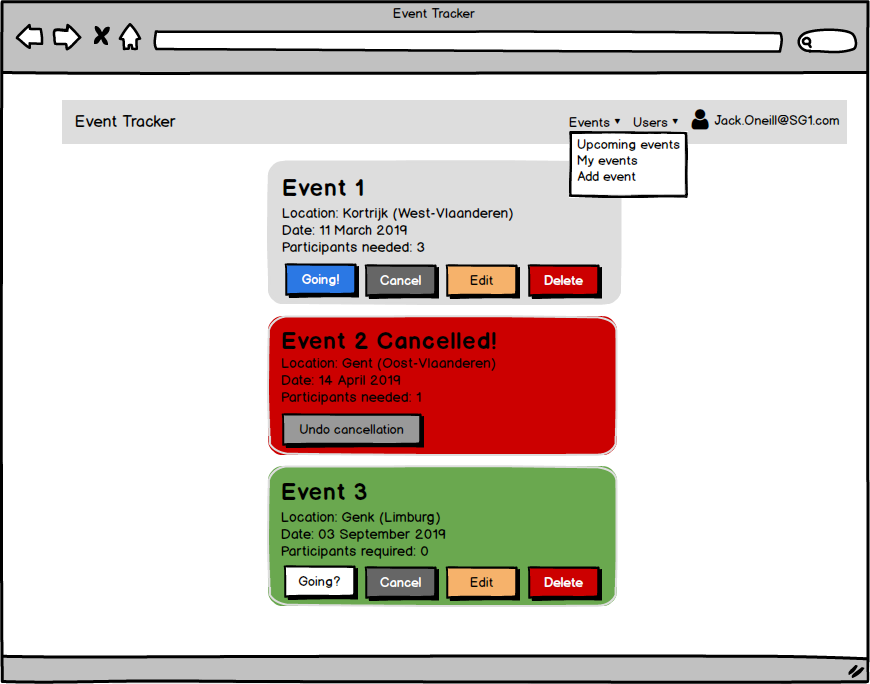 Event Tracker
Event Tracker
Events ▾ Users ▾ Jack.Oneill@SG1.com
Upcoming events
My events
Add event
Event 1
Location: Kortrijk (West-Vlaanderen)
Date: 11 March 2019
Participants needed: 3
Going! Cancel Edit Delete
Event 2 Cancelled!
Location: Gent (Oost-Vlaanderen)
Date: 14 April 2019
Participants needed: 1
Undo cancellation
Event 3
Location: Genk (Limburg)
Date: 03 September 2019
Participants required: 0
Going? Cancel Edit Delete